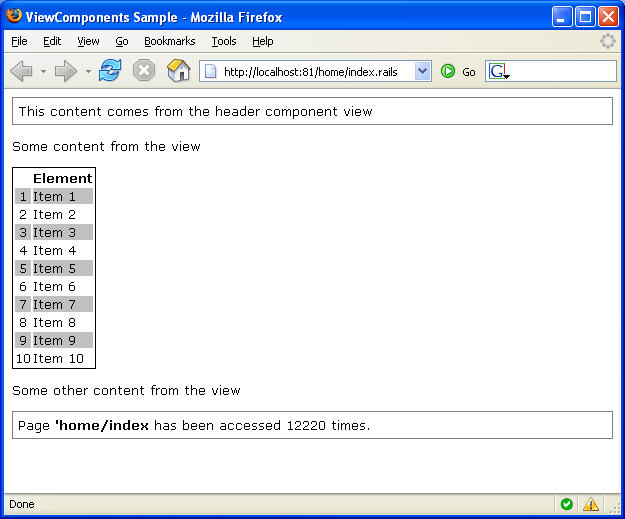 ViewComponents Sample - Mozilla Firefox
File Edit View Go Bookmarks Tools Help
http://localhost:81/home/index.rails Go G
This content comes from the header component view
Some content from the view
Element
1 Item 1
2 Item 2
3 Item 3
4 Item 4
5 Item 5
6 Item 6
7 Item 7
8 Item 8
9 Item 9
10 Item 10
Some other content from the view
Page 'home/index has been accessed 12220 times.
Done